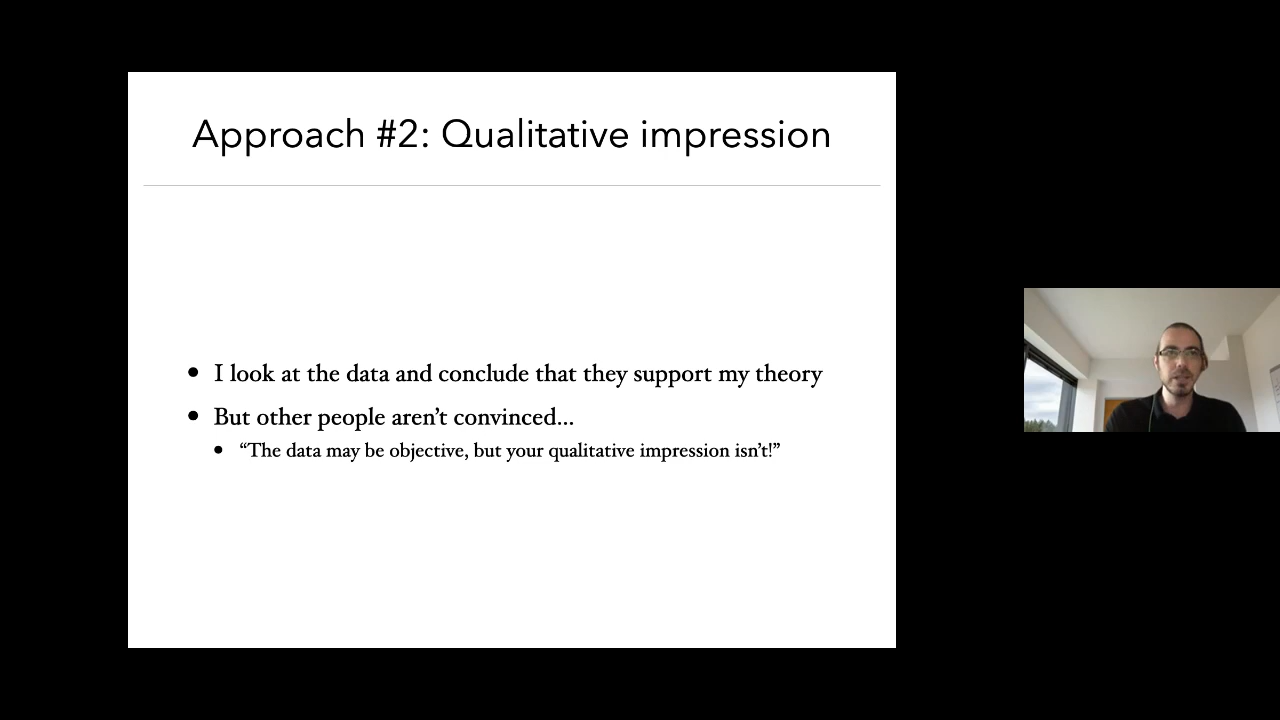 Approach #2: Qualitative impression
• I look at the data and conclude that they support my theory
• But other people aren’t convinced...
• “The data may be objective, but your qualitative impression isn’t!”